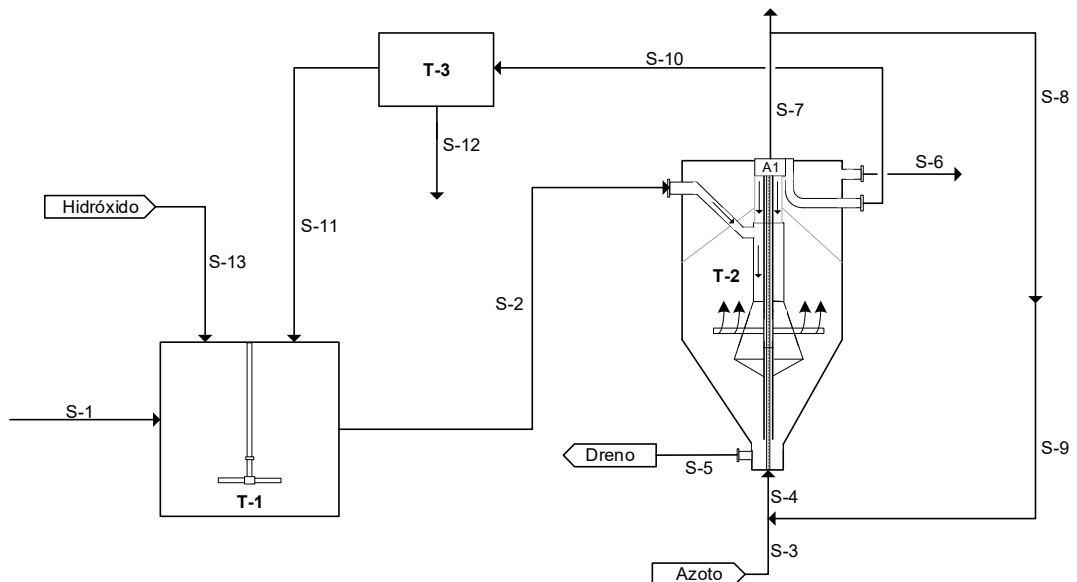 S-10
T-3
S-8
S-7
S-12
A1
S-6
Hidróxido
S-11
S-13
T-2
S-2
S-1
Dreno
S-5
S-9
T-1
S-4
S-3
Azoto